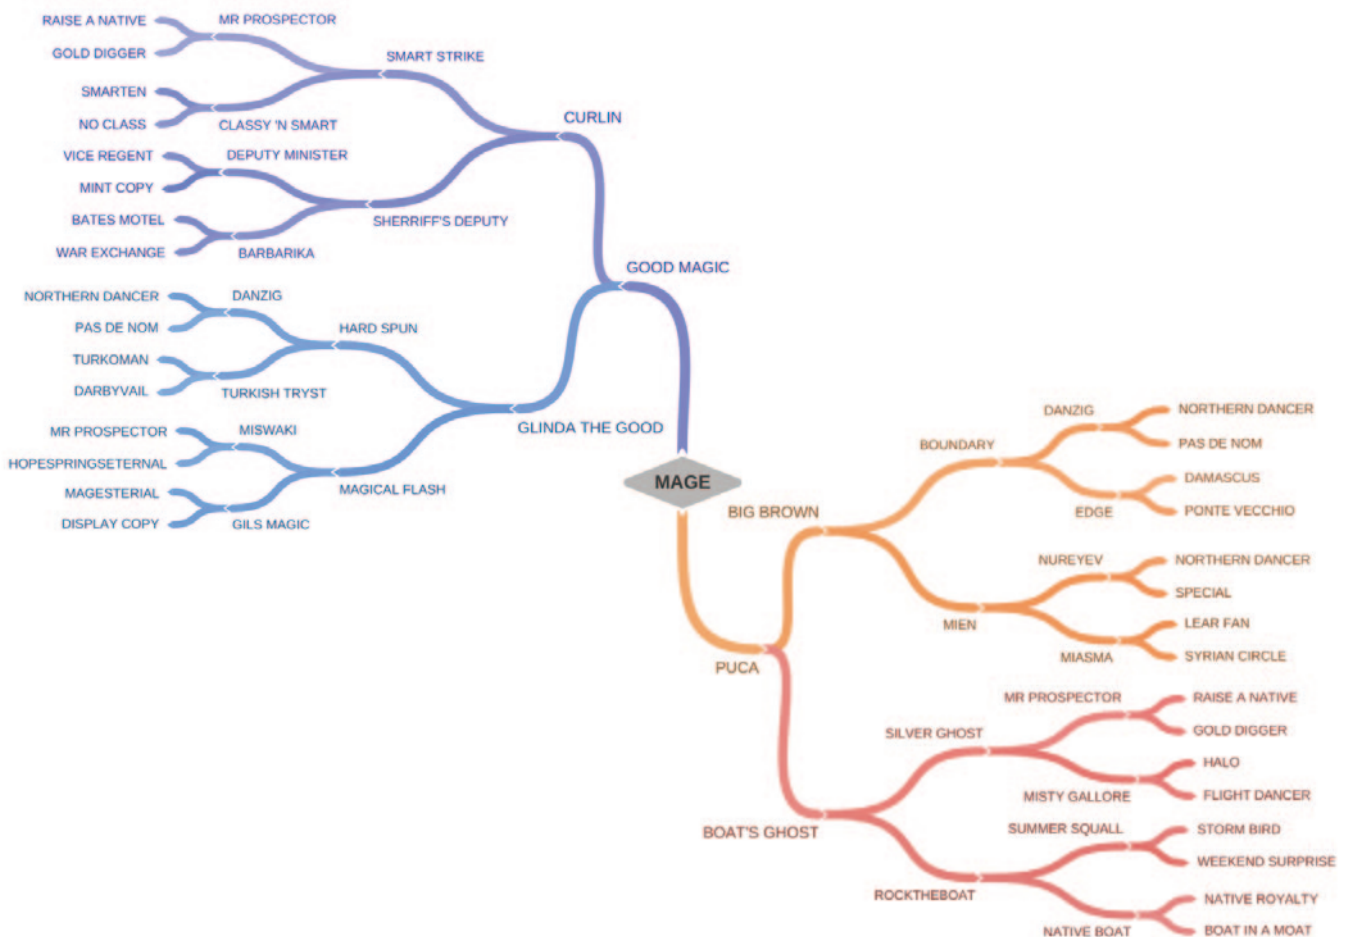 RAISE A NATIVE
MR PROSPECTOR
GOLD DIGGER
SMART STRIKE
SMARTEN
NO CLASS
CLASSY 'N SMART
CURLIN
VICE REGENT
DEPUTY MINISTER
MINT COPY
BATES MOTEL
SHERRIFF'S DEPUTY
WAR EXCHANGE
BARBARIKA
GOOD MAGIC
NORTHERN DANCER
DANZIG
PAS DE NOM
HARD SPUN
TURKOMAN
DARBYVAIL
TURKISH TRYST
GLINDA THE GOOD
MR PROSPECTOR
MISWAKI
HOPESPRINGSETERNAL
MAGICAL FLASH
MAGESTERIAL
DISPLAY COPY
GILS MAGIC
MAGE
DANZIG
NORTHERN DANCER
BOUNDARY
PAS DE NOM
DAMASCUS
EDGE
PONTE VECCHIO
BIG BROWN
NUREYEV
NORTHERN DANCER
SPECIAL
MIEN
LEAR FAN
MIASMA
SYRIAN CIRCLE
PUCA
MR PROSPECTOR
RAISE A NATIVE
SILVER GHOST
GOLD DIGGER
HALO
MISTY GALLORE
FLIGHT DANCER
BOAT'S GHOST
SUMMER SQUALL
STORM BIRD
WEEKEND SURPRISE
ROCKTHEBOAT
NATIVE ROYALTY
NATIVE BOAT
BOAT IN A MOAT